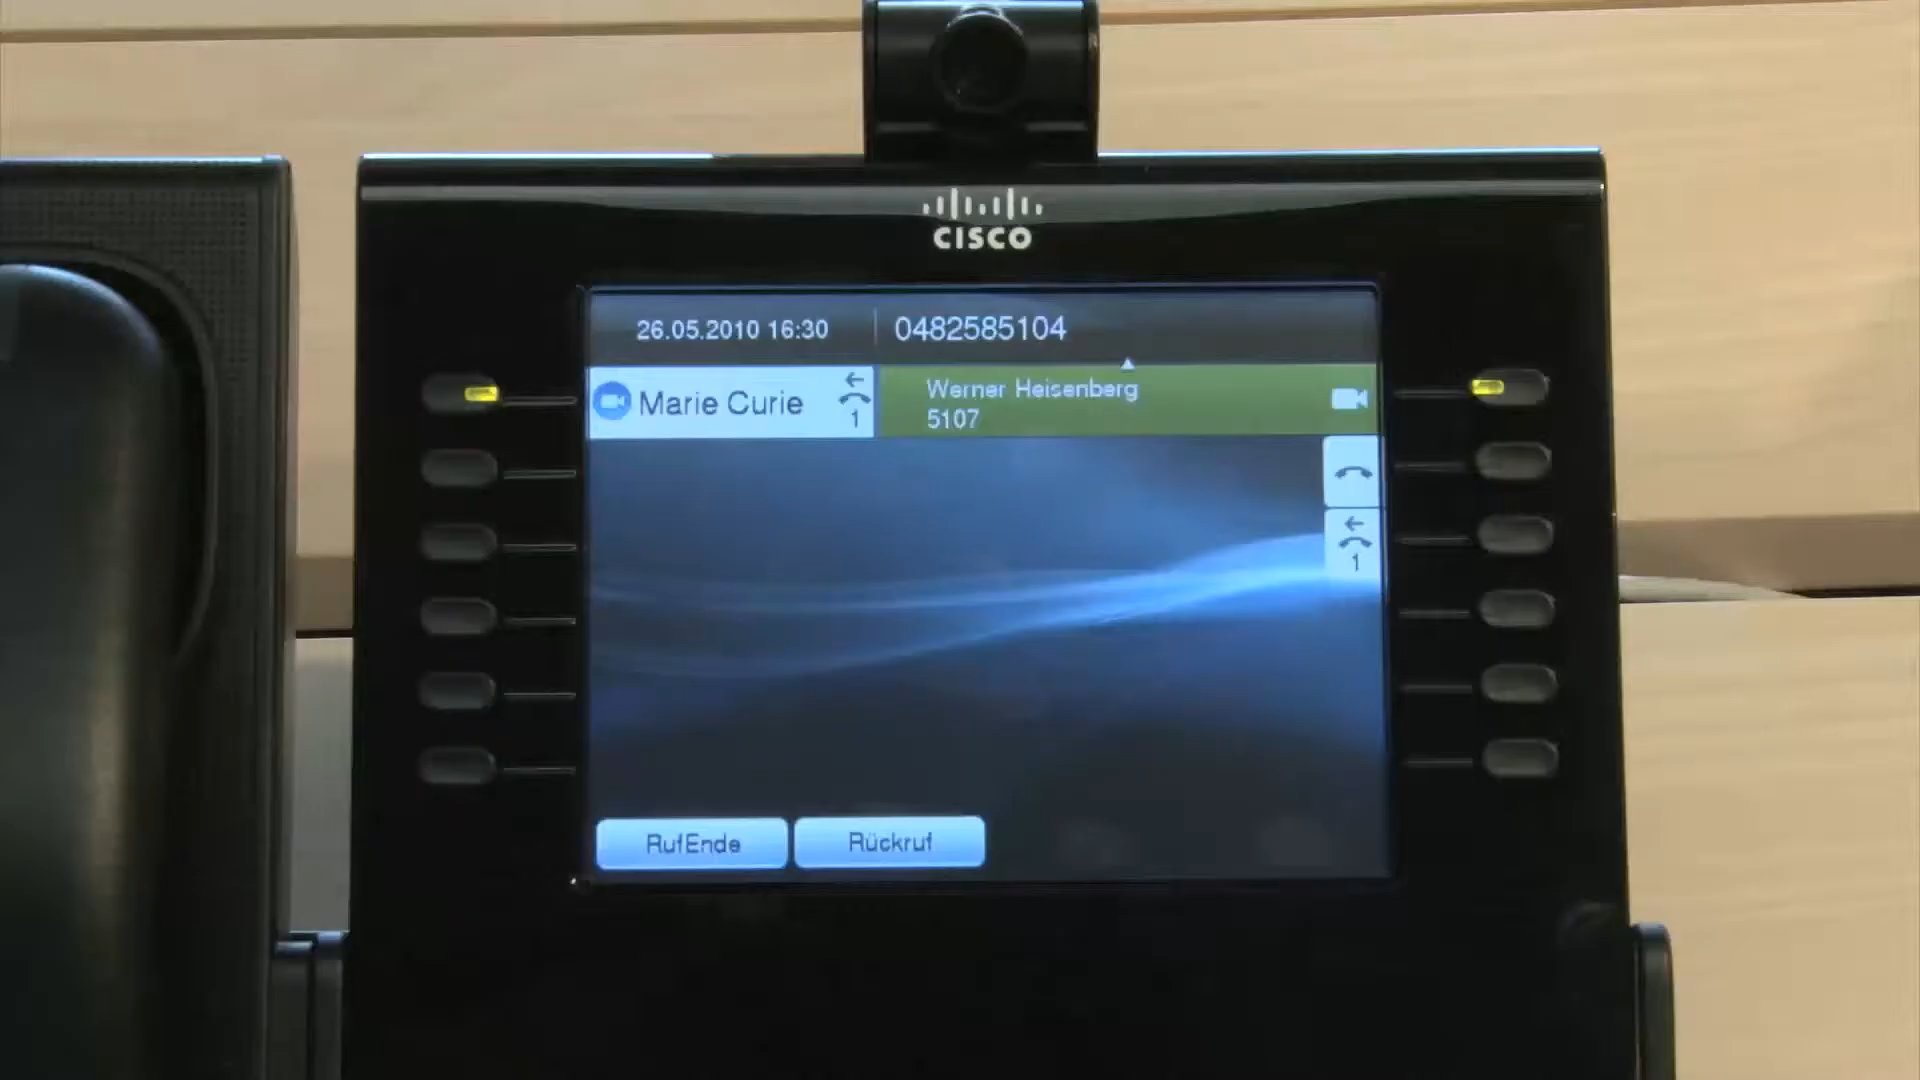 CISCO
26.05.2010 16:30
0482585104
Marie Curie
1
Werner Heisenberg
5107
1
RufEnde
Rückruf